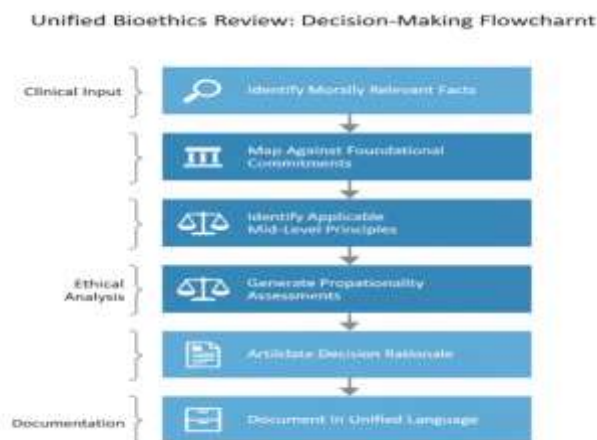 Unified Bioethics Review: Decision-Making Flowcharnt
Clinical Input
Identify Morally Relevant Facts
Map Against Foundational
Commitments
Identify Applicable
Mid-Level Principles
Ethical
Analysis
Generate Propationality
Assessments
Artildate Decision Rationale
Documentation
Document in Unified Language